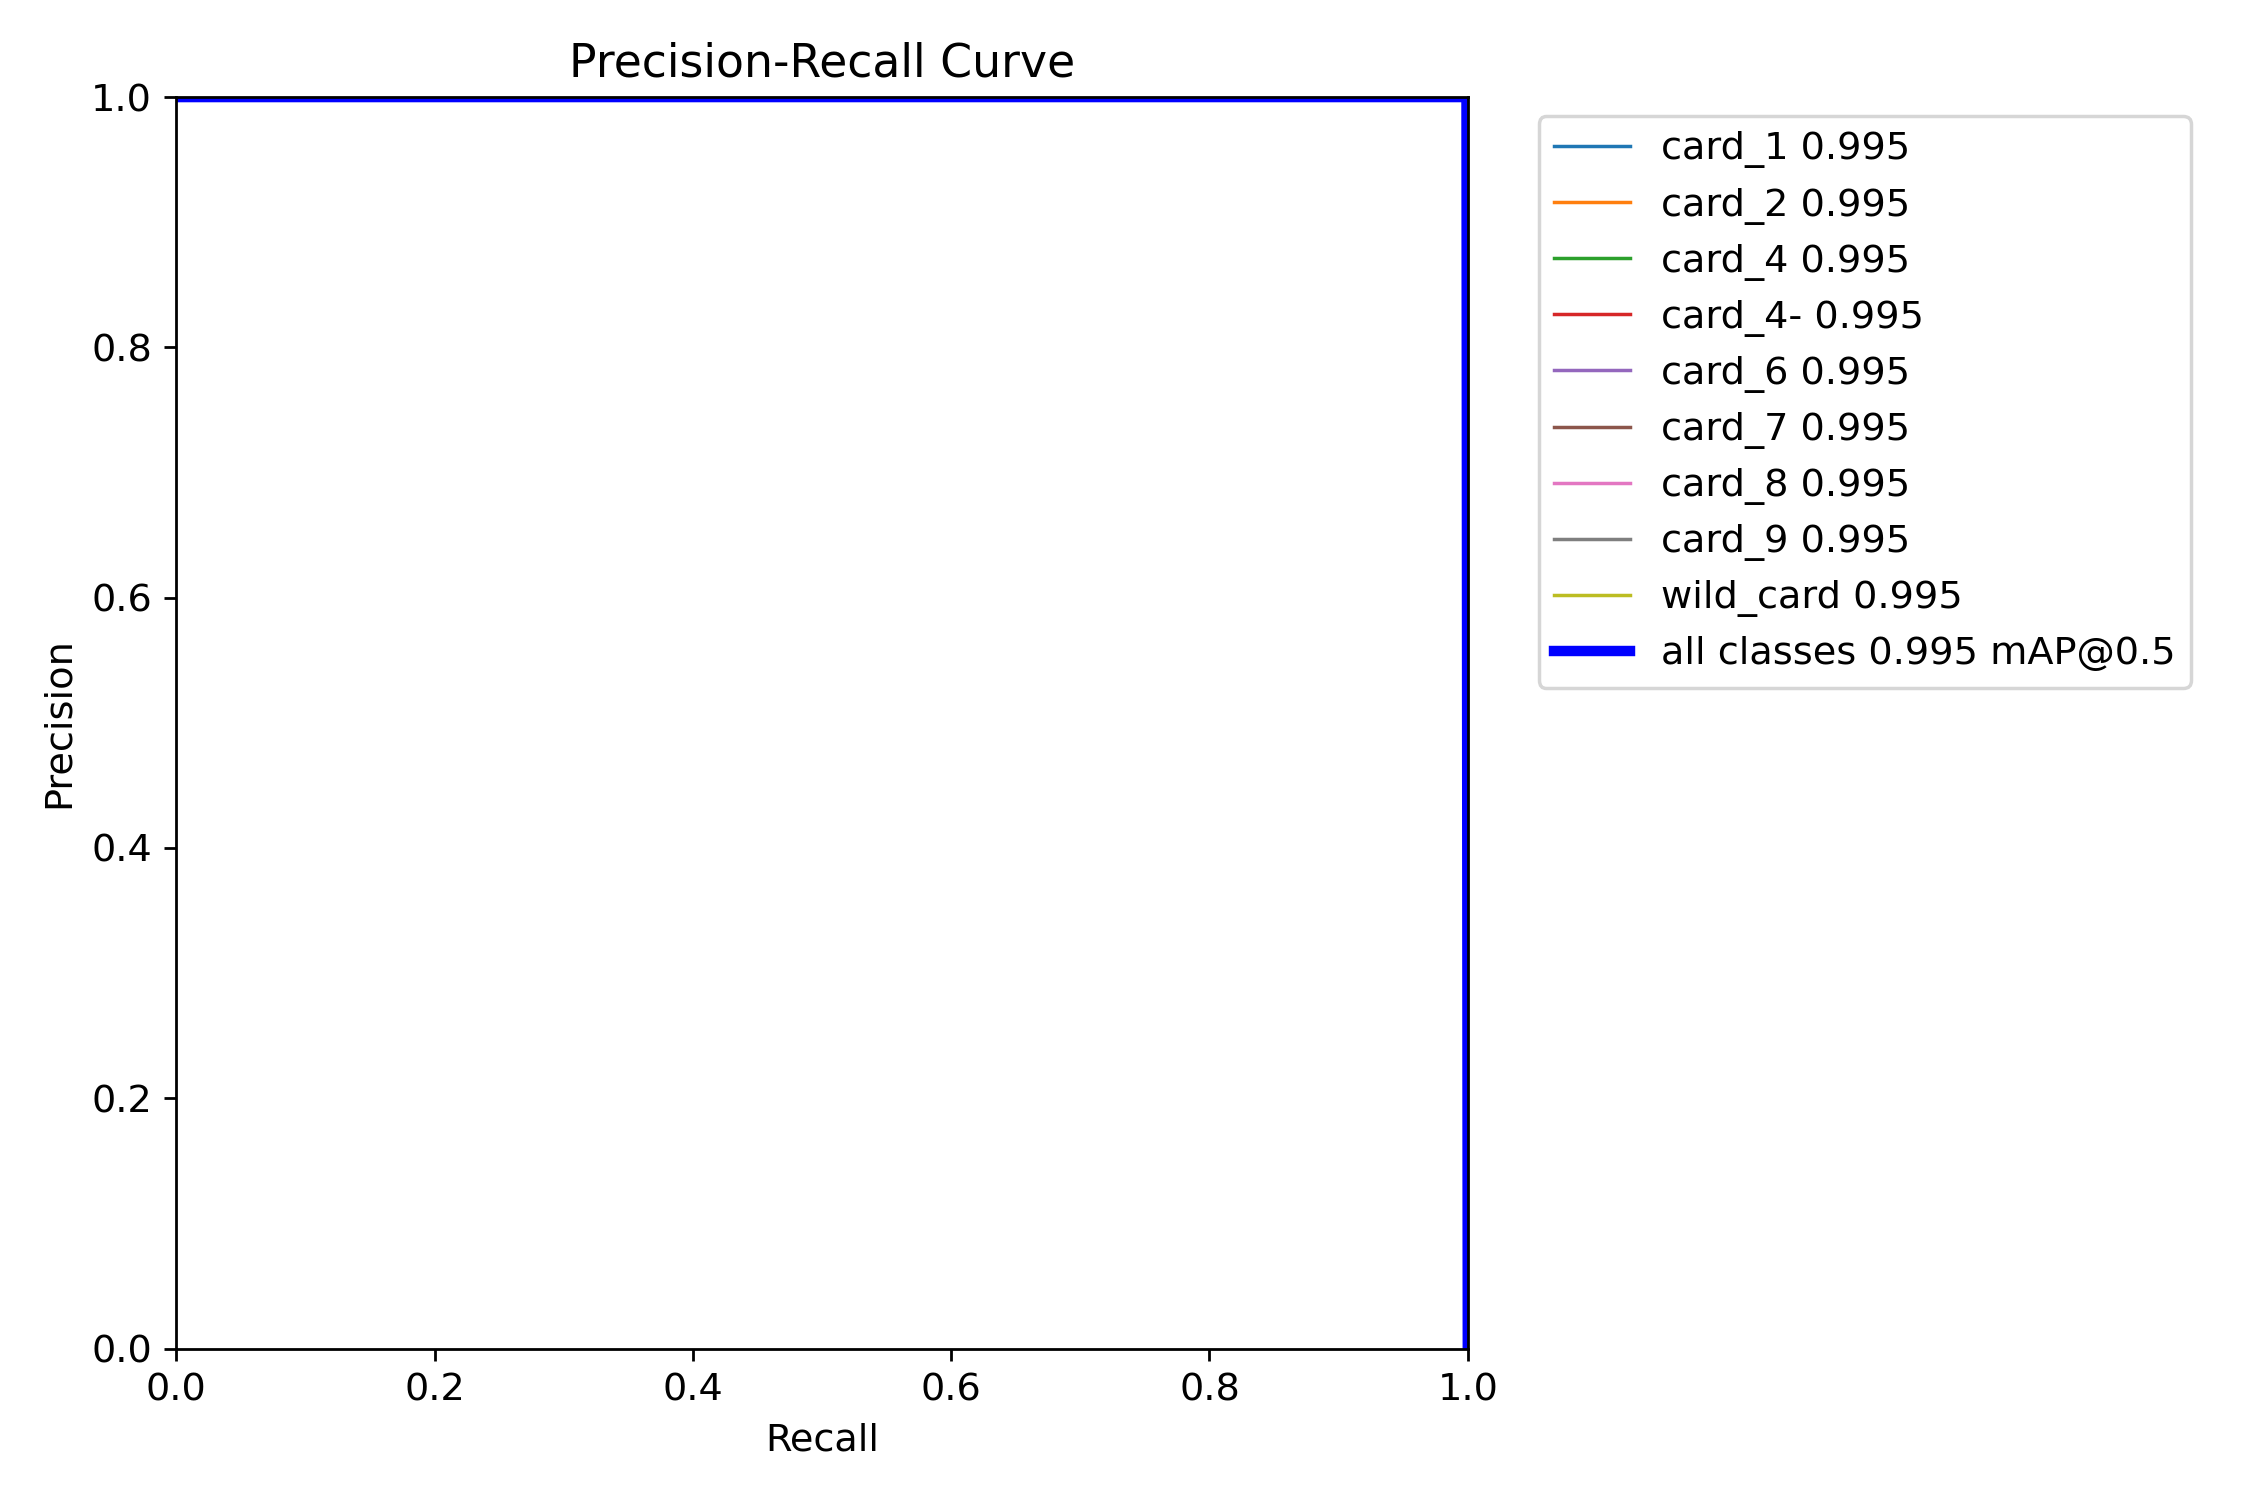 Precision-Recall Curve
1.0
0.8
0.6
0.4
0.2
0.0
Precision
0.0 0.2 0.4 0.6 0.8 1.0
Recall
card_1 0.995
card_2 0.995
card_4 0.995
card_4- 0.995
card_6 0.995
card_7 0.995
card_8 0.995
card_9 0.995
wild_card 0.995
all classes 0.995 mAP@0.5